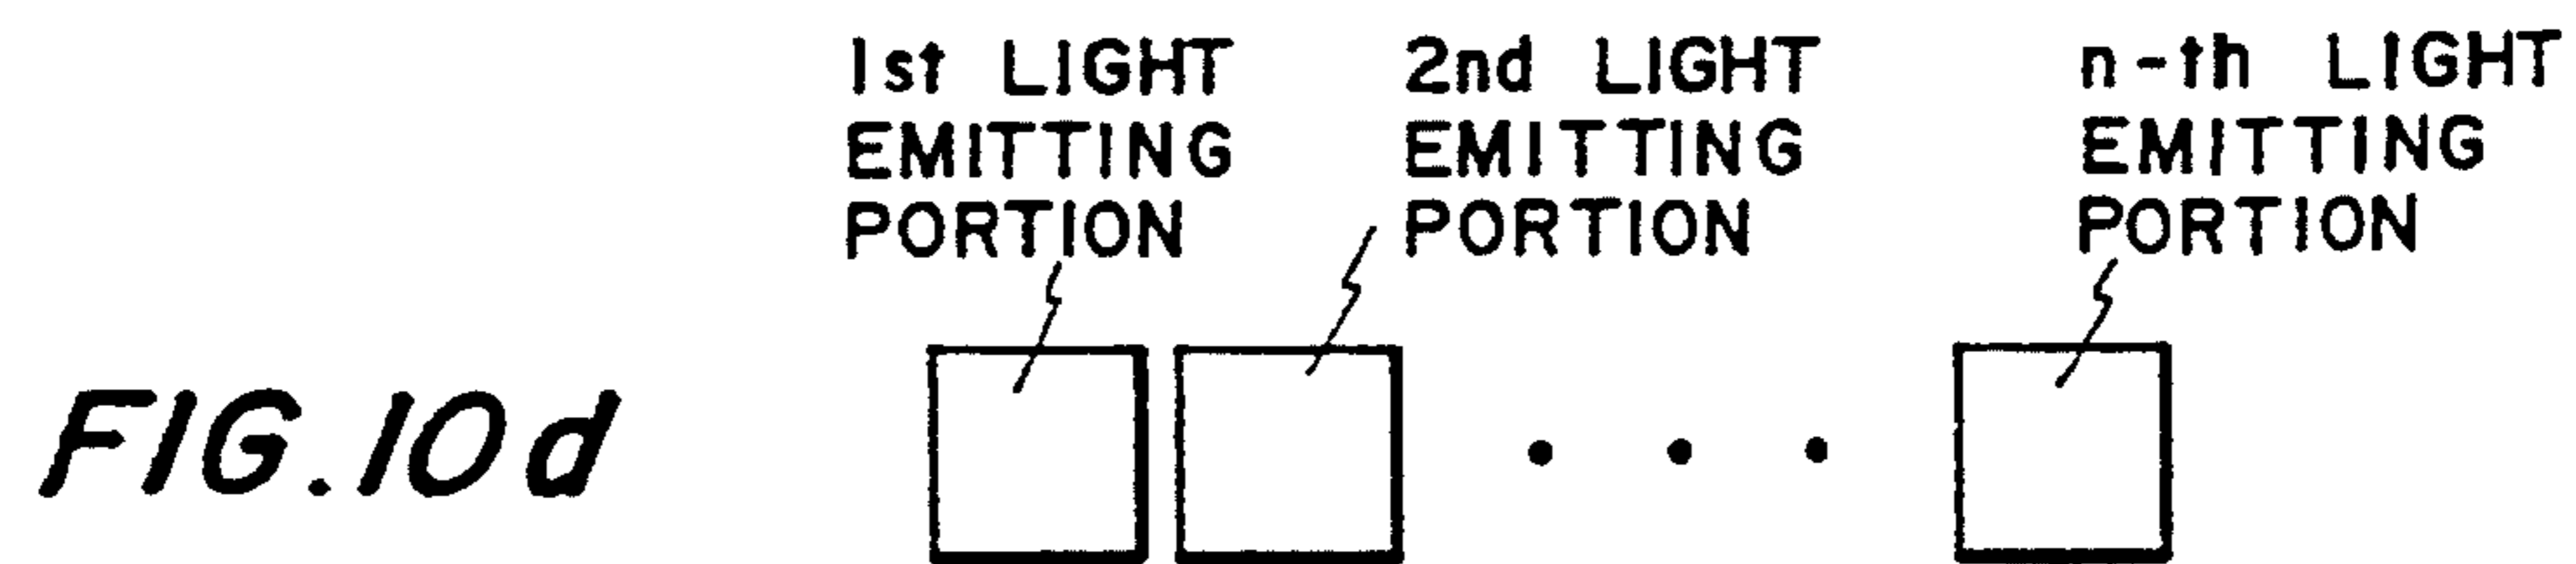 1st LIGHT
EMITTING
PORTION
2nd LIGHT
EMITTING
PORTION
n-th LIGHT
EMITTING
PORTION
FIG.10d